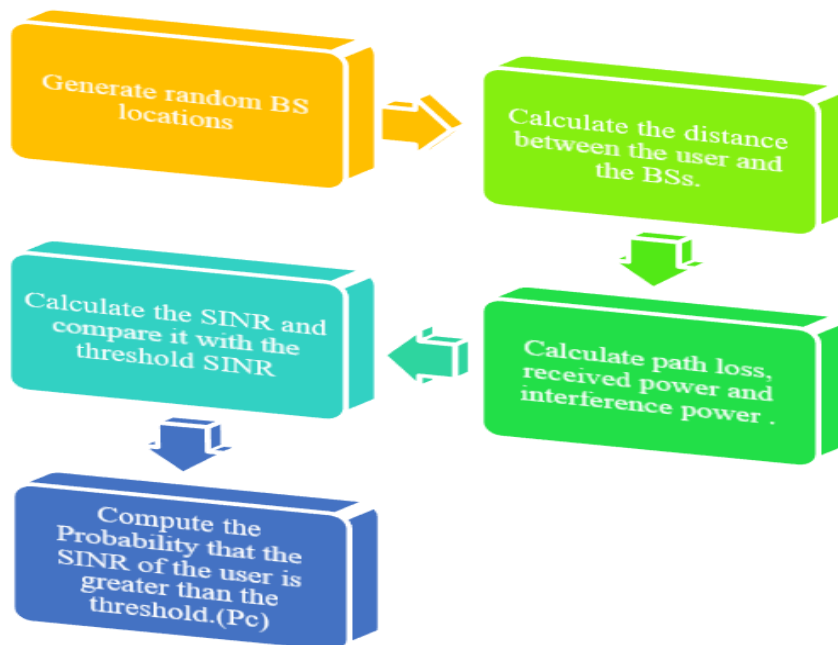 Generate random BS
locations
Calculate the distance
between the user and
the BSs.
Calculate path loss,
received power and
interference power .
Calculate the SINR and
compare it with the
threshold SINR
Compute the
Probability that the
SINR of the user is
greater than the
threshold.(Pc)